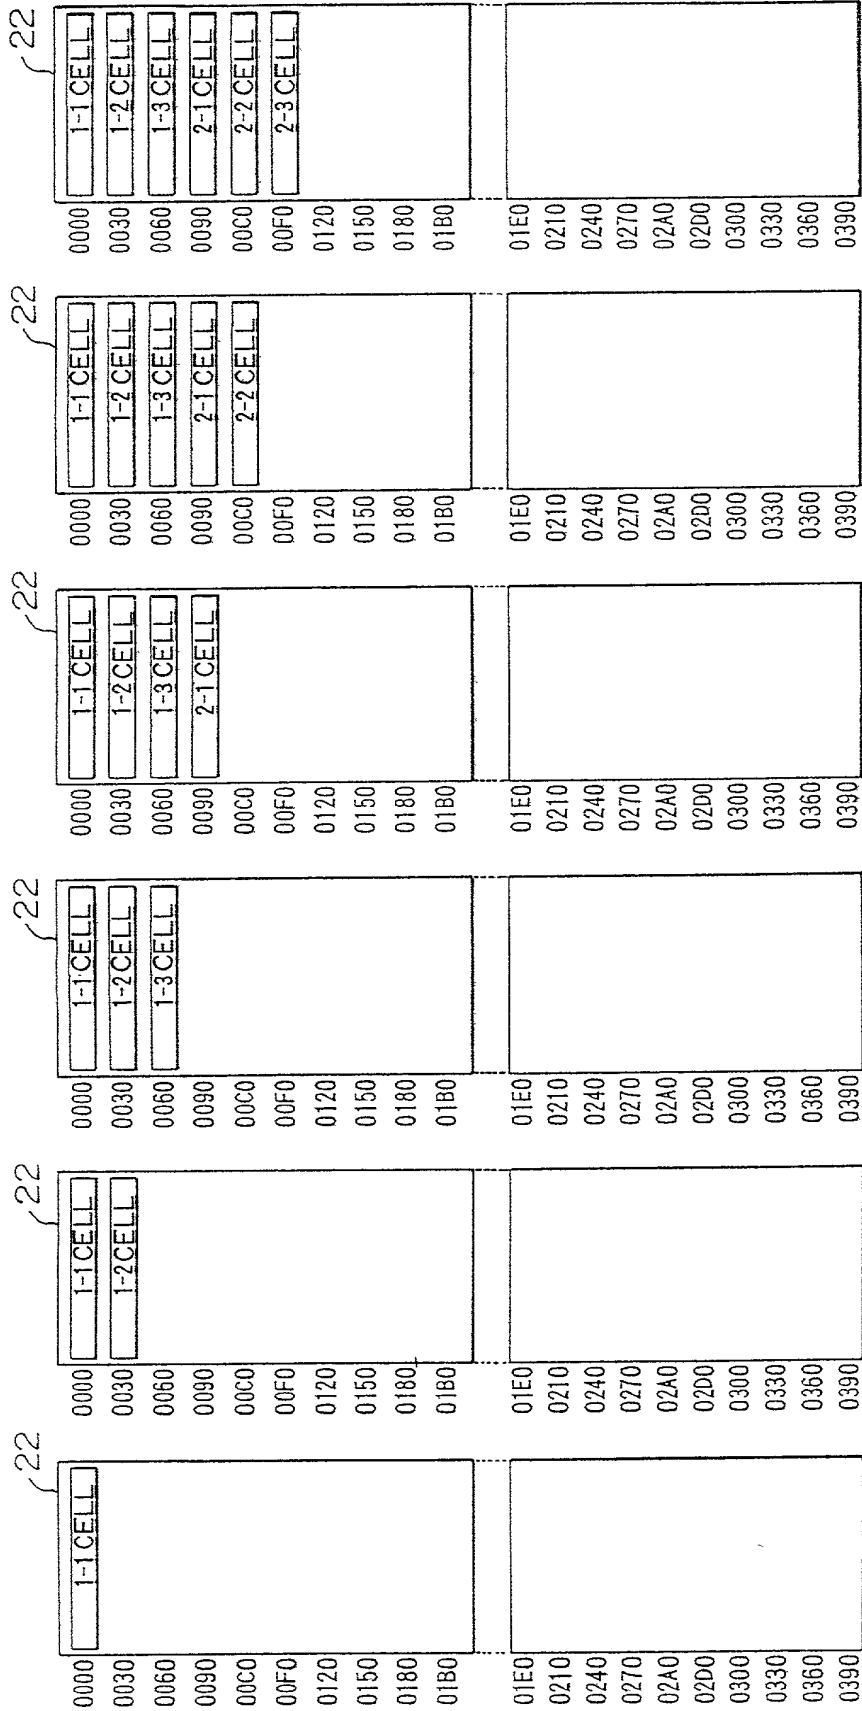 22
0000 1-1 CELL
0030
0060
0090
00C0
00F0
0120
0150
0180
01B0
01E0
0210
0240
0270
02A0
02D0
0300
0330
0360
0390
22
0000 1-1 CELL
0030 1-2 CELL
0060
0090
00C0
00F0
0120
0150
0180
01B0
01E0
0210
0240
0270
02A0
02D0
0300
0330
0360
0390
22
0000 1-1 CELL
0030 1-2 CELL
0060 1-3 CELL
0090
00C0
00F0
0120
0150
0180
01B0
01E0
0210
0240
0270
02A0
02D0
0300
0330
0360
0390
22
0000 1-1 CELL
0030 1-2 CELL
0060 1-3 CELL
0090 2-1 CELL
00C0
00F0
0120
0150
0180
01B0
01E0
0210
0240
0270
02A0
02D0
0300
0330
0360
0390
22
0000 1-1 CELL
0030 1-2 CELL
0060 1-3 CELL
0090 2-1 CELL
00C0 2-2 CELL
00F0
0120
0150
0180
01B0
01E0
0210
0240
0270
02A0
02D0
0300
0330
0360
0390
22
0000 1-1 CELL
0030 1-2 CELL
0060 1-3 CELL
0090 2-1 CELL
00C0 2-2 CELL
00F0 2-3 CELL
0120
0150
0180
01B0
01E0
0210
0240
0270
02A0
02D0
0300
0330
0360
0390